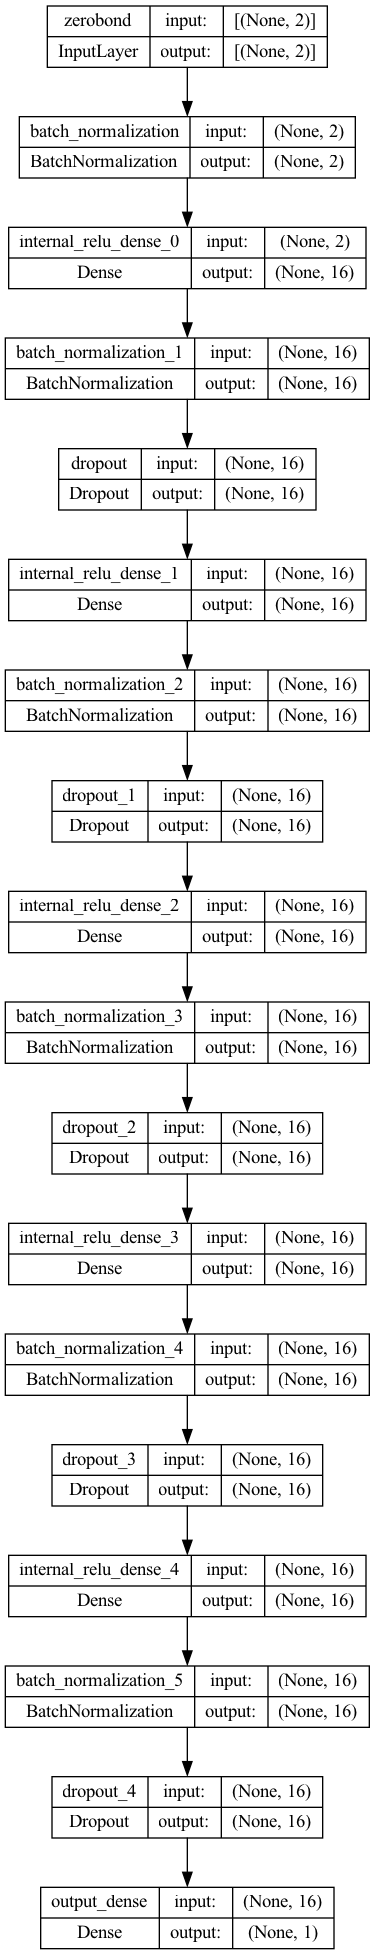 zerobond input: [(None, 2)]
InputLayer output: [(None, 2)]
batch_normalization input: (None, 2)
BatchNormalization output: (None, 2)
internal_relu_dense_0 input: (None, 2)
Dense output: (None, 16)
batch_normalization_1 input: (None, 16)
BatchNormalization output: (None, 16)
dropout input: (None, 16)
Dropout output: (None, 16)
internal_relu_dense_1 input: (None, 16)
Dense output: (None, 16)
batch_normalization_2 input: (None, 16)
BatchNormalization output: (None, 16)
dropout_1 input: (None, 16)
Dropout output: (None, 16)
internal_relu_dense_2 input: (None, 16)
Dense output: (None, 16)
batch_normalization_3 input: (None, 16)
BatchNormalization output: (None, 16)
dropout_2 input: (None, 16)
Dropout output: (None, 16)
internal_relu_dense_3 input: (None, 16)
Dense output: (None, 16)
batch_normalization_4 input: (None, 16)
BatchNormalization output: (None, 16)
dropout_3 input: (None, 16)
Dropout output: (None, 16)
internal_relu_dense_4 input: (None, 16)
Dense output: (None, 16)
batch_normalization_5 input: (None, 16)
BatchNormalization output: (None, 16)
dropout_4 input: (None, 16)
Dropout output: (None, 16)
output_dense input: (None, 16)
Dense output: (None, 1)